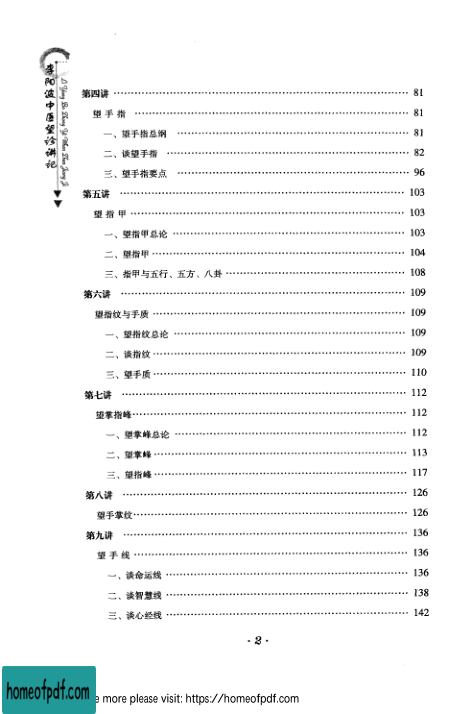 李阳波中医望诊讲记
Li Yang Bo Zhong Yi Wang Zhen Jiang Ji
第四讲 …… 81
望手指 …… 81
一、望手指总纲 …… 81
二、谈望手指 …… 82
三、望手指要点 …… 96
第五讲 …… 103
望指甲 …… 103
一、望指甲总论 …… 103
二、望指甲 …… 104
三、指甲与五行、五方、八卦 …… 108
第六讲 …… 109
望指纹与手质 …… 109
一、望指纹总论 …… 109
二、谈指纹 …… 109
三、望手质 …… 110
第七讲 …… 112
望掌指峰 …… 112
一、望掌峰总论 …… 112
二、望掌峰 …… 113
三、望指峰 …… 117
第八讲 …… 126
望手掌纹 …… 126
第九讲 …… 136
望手线 …… 136
一、谈命运线 …… 136
二、谈智慧线 …… 138
三、谈心经线 …… 142
· 2 ·
homeofpdf.com
e more please visit: https://homeofpdf.com